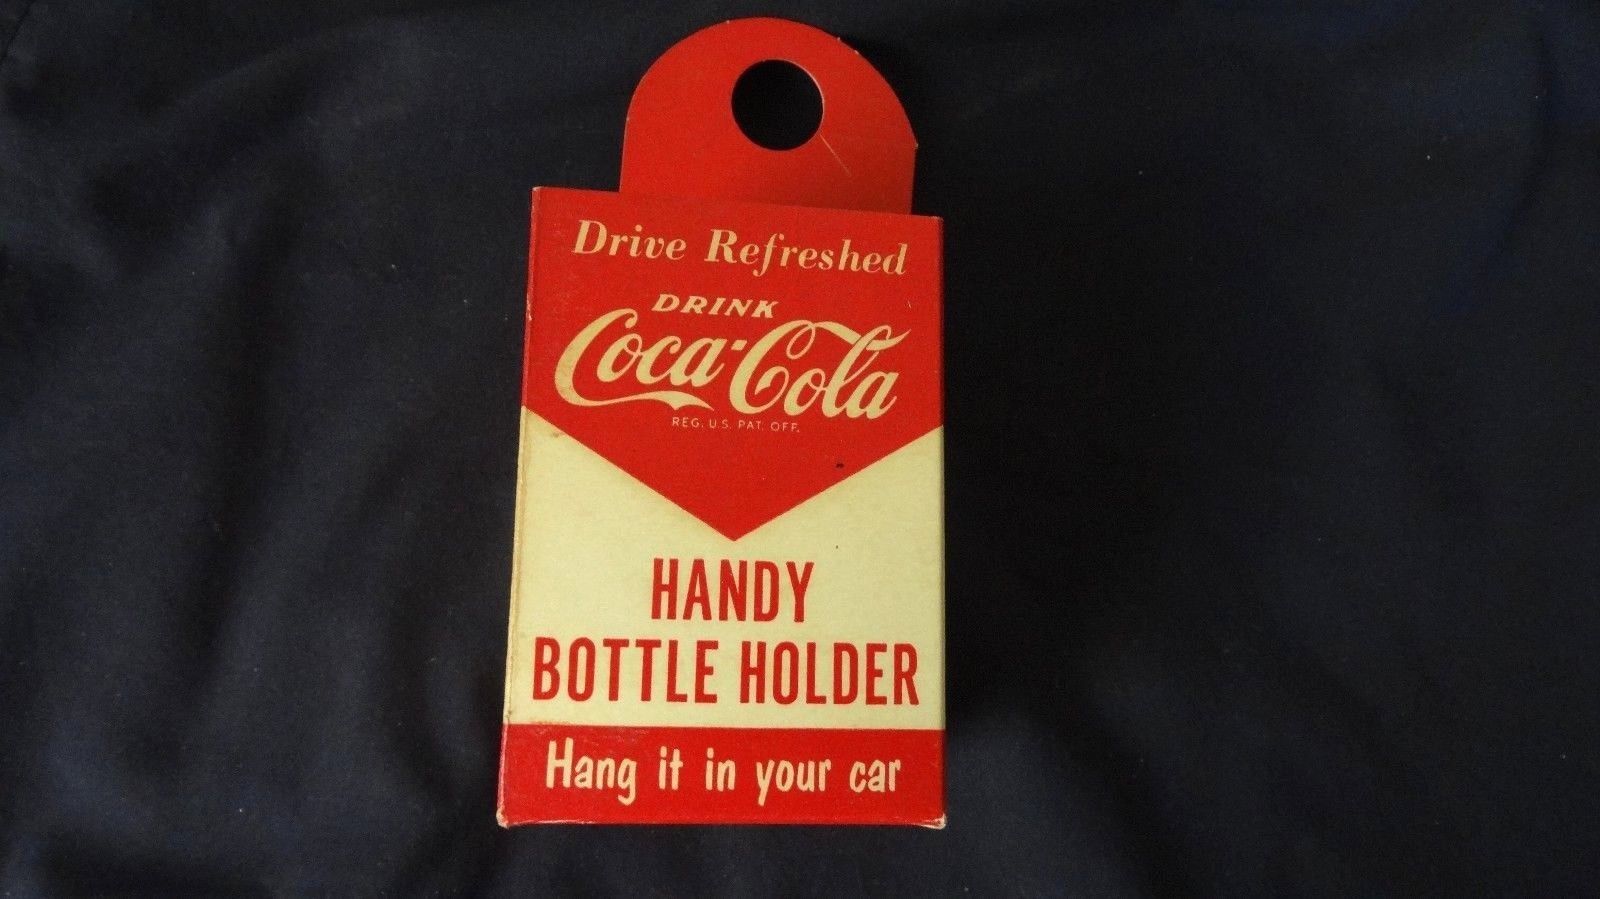 Drive Refreshed
DRINK
Coca-Cola
REG. U.S. PAT. OFF.
HANDY
BOTTLE HOLDER
Hang it in your car